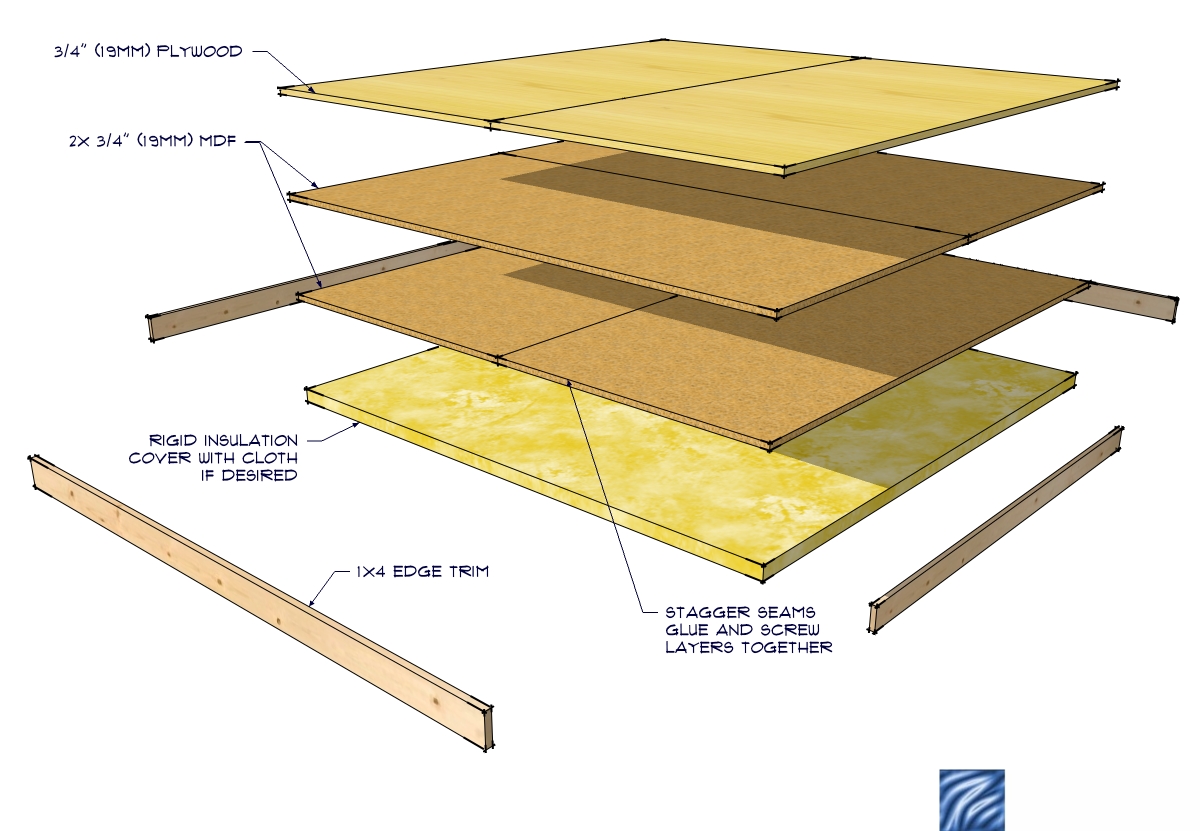 3/4" (19MM) PLYWOOD
2X 3/4" (19MM) MDF
RIGID INSULATION
COVER WITH CLOTH
IF DESIRED
1X4 EDGE TRIM
STAGGER SEAMS
GLUE AND SCREW
LAYERS TOGETHER